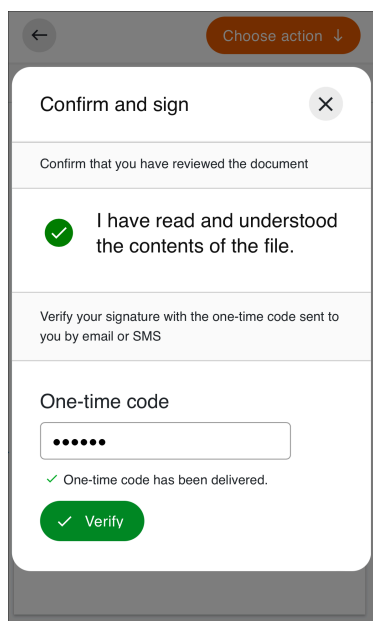 Choose action ↓
Confirm and sign
Confirm that you have reviewed the document
I have read and understood
the contents of the file.
Verify your signature with the one-time code sent to
you by email or SMS
One-time code
••••••
One-time code has been delivered.
Verify